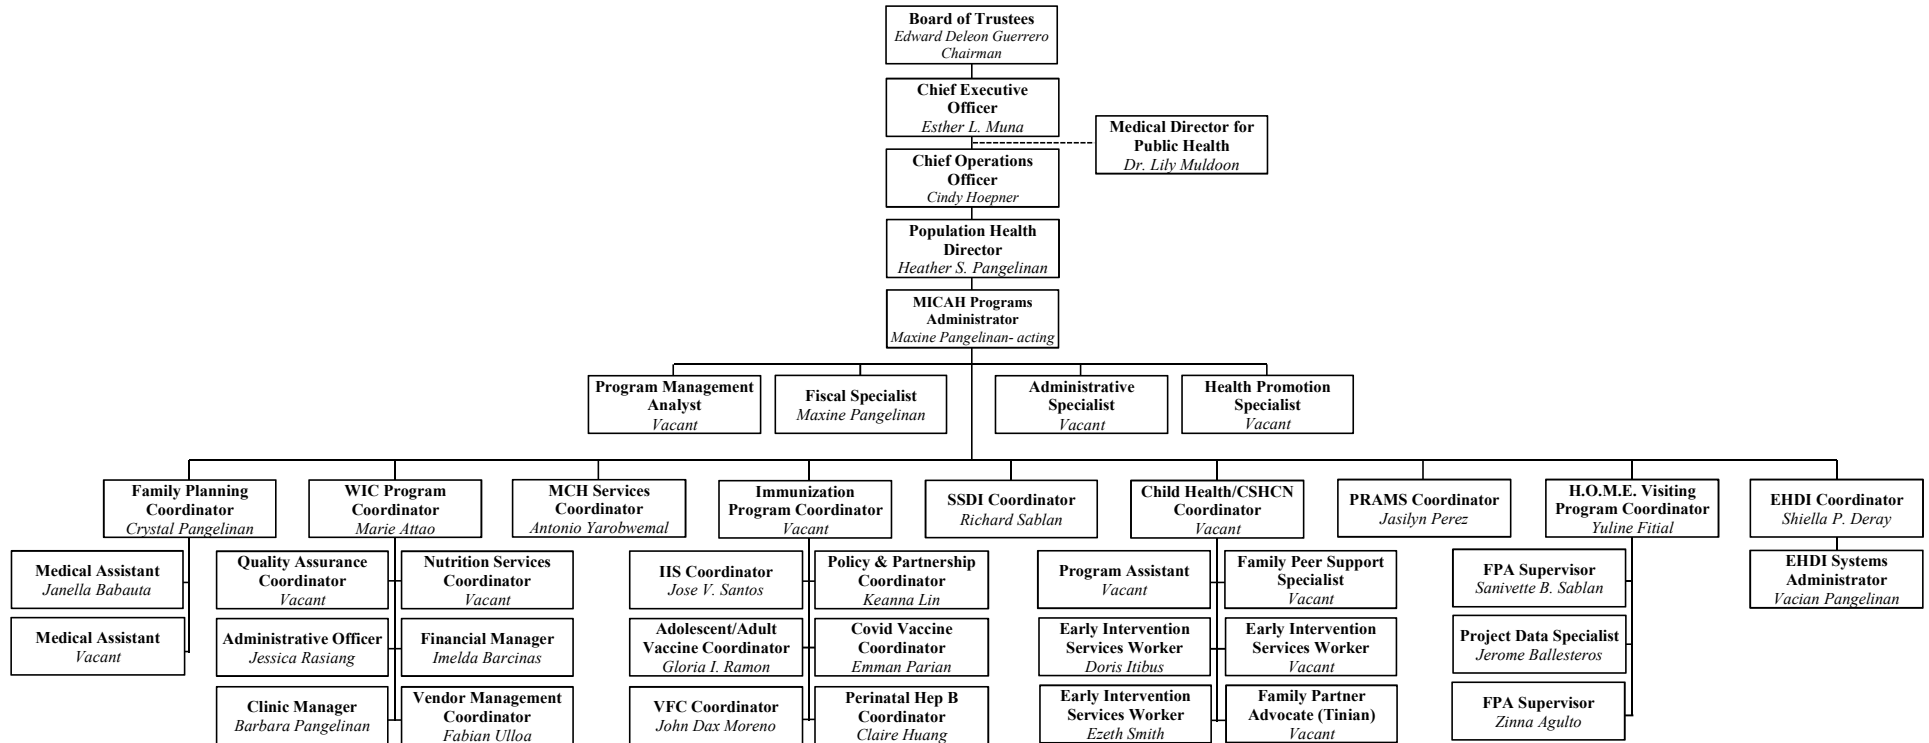 Board of Trustees
Edward Deleon Guerrero
Chairman
Chief Executive
Officer
Esther L. Muna
Medical Director for
Public Health
Dr. Lily Muldoon
Chief Operations
Officer
Cindy Hoepner
Population Health
Director
Heather S. Pangelinan
MICAH Programs
Administrator
Maxine Pangelinan- acting
Program Management
Analyst
Vacant
Fiscal Specialist
Maxine Pangelinan
Administrative
Specialist
Vacant
Health Promotion
Specialist
Vacant
Family Planning
Coordinator
Crystal Pangelinan
WIC Program
Coordinator
Marie Attao
MCH Services
Coordinator
Antonio Yarobwemal
Immunization
Program Coordinator
Vacant
SSDI Coordinator
Richard Sablan
Child Health/CSHCN
Coordinator
Vacant
PRAMS Coordinator
Jasilyn Perez
H.O.M.E. Visiting
Program Coordinator
Yuline Fitial
EHDI Coordinator
Shiella P. Deray
Medical Assistant
Janella Babauta
Quality Assurance
Coordinator
Vacant
Nutrition Services
Coordinator
Vacant
IIS Coordinator
Jose V. Santos
Policy & Partnership
Coordinator
Keanna Lin
Program Assistant
Vacant
Family Peer Support
Specialist
Vacant
FPA Supervisor
Sanivette B. Sablan
EHDI Systems
Administrator
Vacian Pangelinan
Medical Assistant
Vacant
Administrative Officer
Jessica Rasiang
Financial Manager
Imelda Barcinas
Adolescent/Adult
Vaccine Coordinator
Gloria I. Ramon
Covid Vaccine
Coordinator
Emman Parian
Early Intervention
Services Worker
Doris Itibus
Early Intervention
Services Worker
Vacant
Project Data Specialist
Jerome Ballesteros
Clinic Manager
Barbara Pangelinan
Vendor Management
Coordinator
Fabian Ulloa
VFC Coordinator
John Dax Moreno
Perinatal Hep B
Coordinator
Claire Huang
Early Intervention
Services Worker
Ezeth Smith
Family Partner
Advocate (Tinian)
Vacant
FPA Supervisor
Zinna Agulto